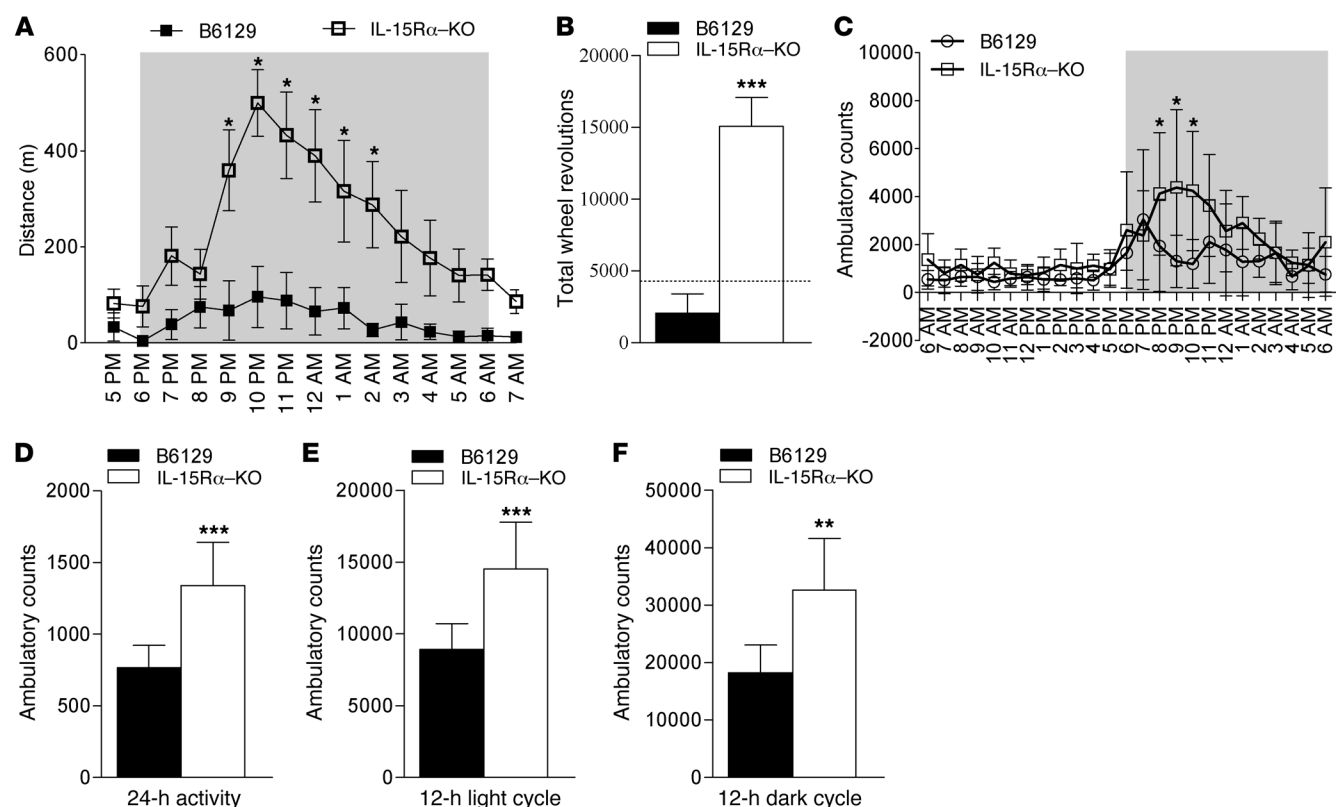 A
B6129
IL-15Rα–KO
Distance (m)
600
400
200
0
*
*
*
*
*
*
5 PM
6 PM
7 PM
8 PM
9 PM
10 PM
11 PM
12 AM
1 AM
2 AM
3 AM
4 AM
5 AM
6 AM
7 AM
B
B6129
IL-15Rα–KO
Total wheel revolutions
20000
15000
10000
5000
0
***
C
B6129
IL-15Rα–KO
Ambulatory counts
10000
8000
6000
4000
2000
0
-2000
*
*
*
6 AM
7 AM
8 AM
9 AM
10 AM
11 AM
12 PM
1 PM
2 PM
3 PM
4 PM
5 PM
6 PM
7 PM
8 PM
9 PM
10 PM
11 PM
12 AM
1 AM
2 AM
3 AM
4 AM
5 AM
6 AM
D
B6129
IL-15Rα–KO
Ambulatory counts
2000
1500
1000
500
0
***
24-h activity
E
B6129
IL-15Rα–KO
Ambulatory counts
20000
15000
10000
5000
0
***
12-h light cycle
F
B6129
IL-15Rα–KO
Ambulatory counts
50000
40000
30000
20000
10000
0
**
12-h dark cycle